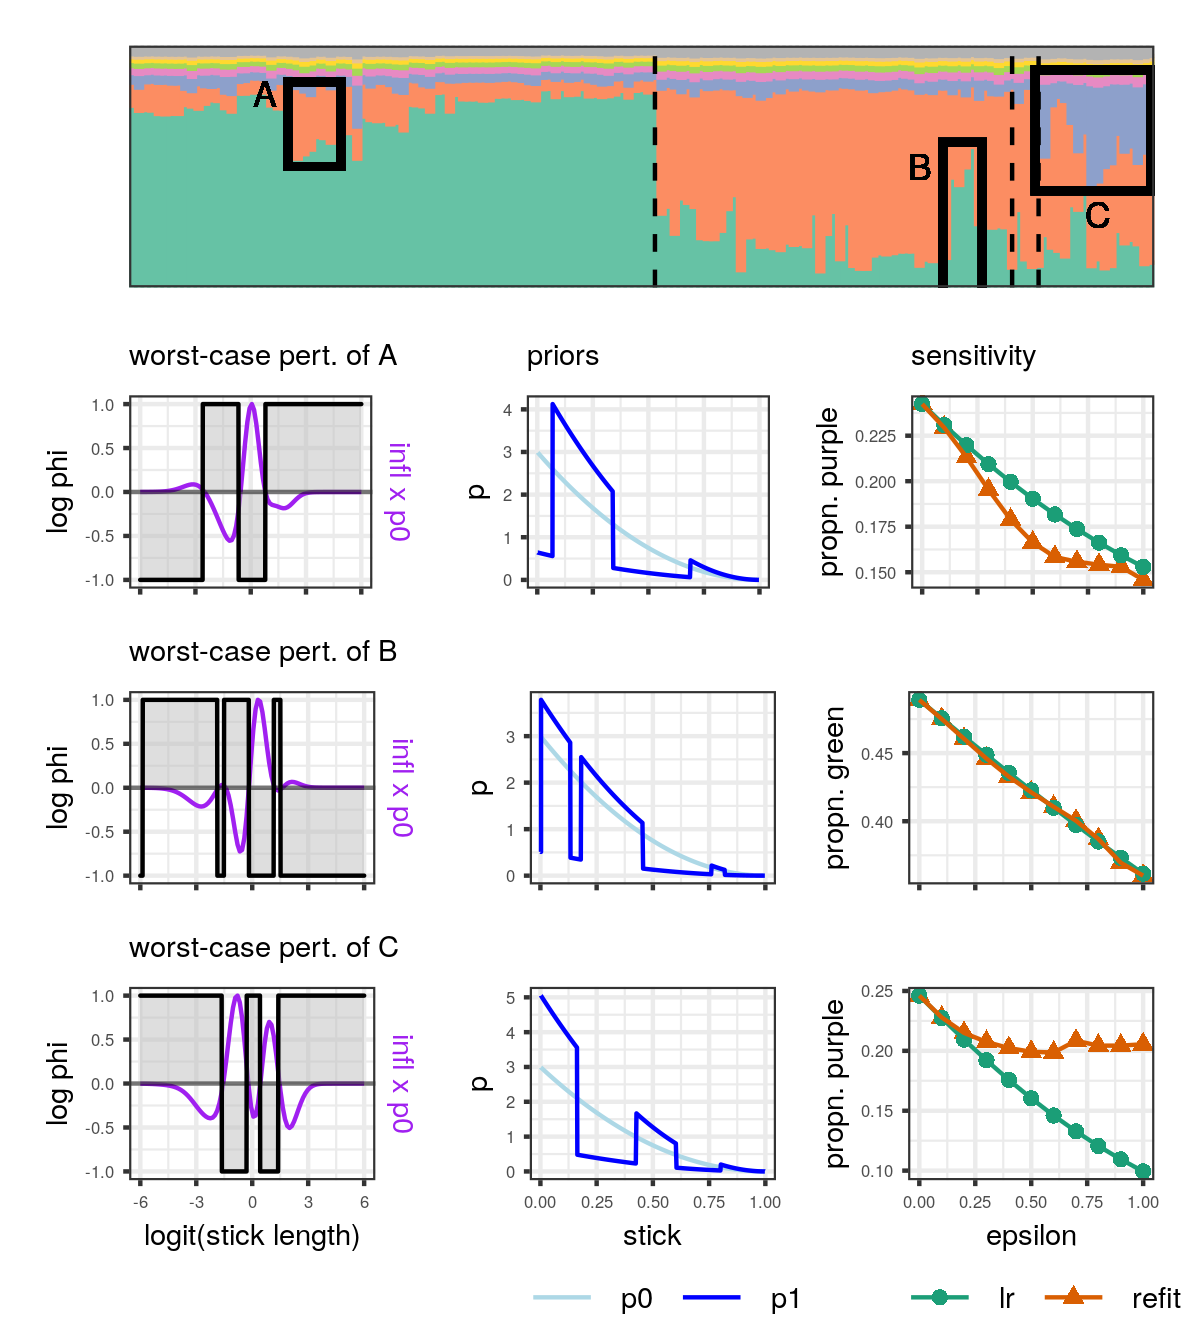 A
B
C
worst-case pert. of A
priors
sensitivity
log phi
1.0
0.5
0.0
-0.5
-1.0
infl x p0
p
4
3
2
1
0
propn. purple
0.225
0.200
0.175
0.150
worst-case pert. of B
log phi
1.0
0.5
0.0
-0.5
-1.0
infl x p0
p
3
2
1
0
propn. green
0.45
0.40
worst-case pert. of C
log phi
1.0
0.5
0.0
-0.5
-1.0
-6 -3 0 3 6
logit(stick length)
infl x p0
p
5
4
3
2
1
0
0.00 0.25 0.50 0.75 1.00
stick
propn. purple
0.25
0.20
0.15
0.10
0.00 0.25 0.50 0.75 1.00
epsilon
p0 p1
lr refit